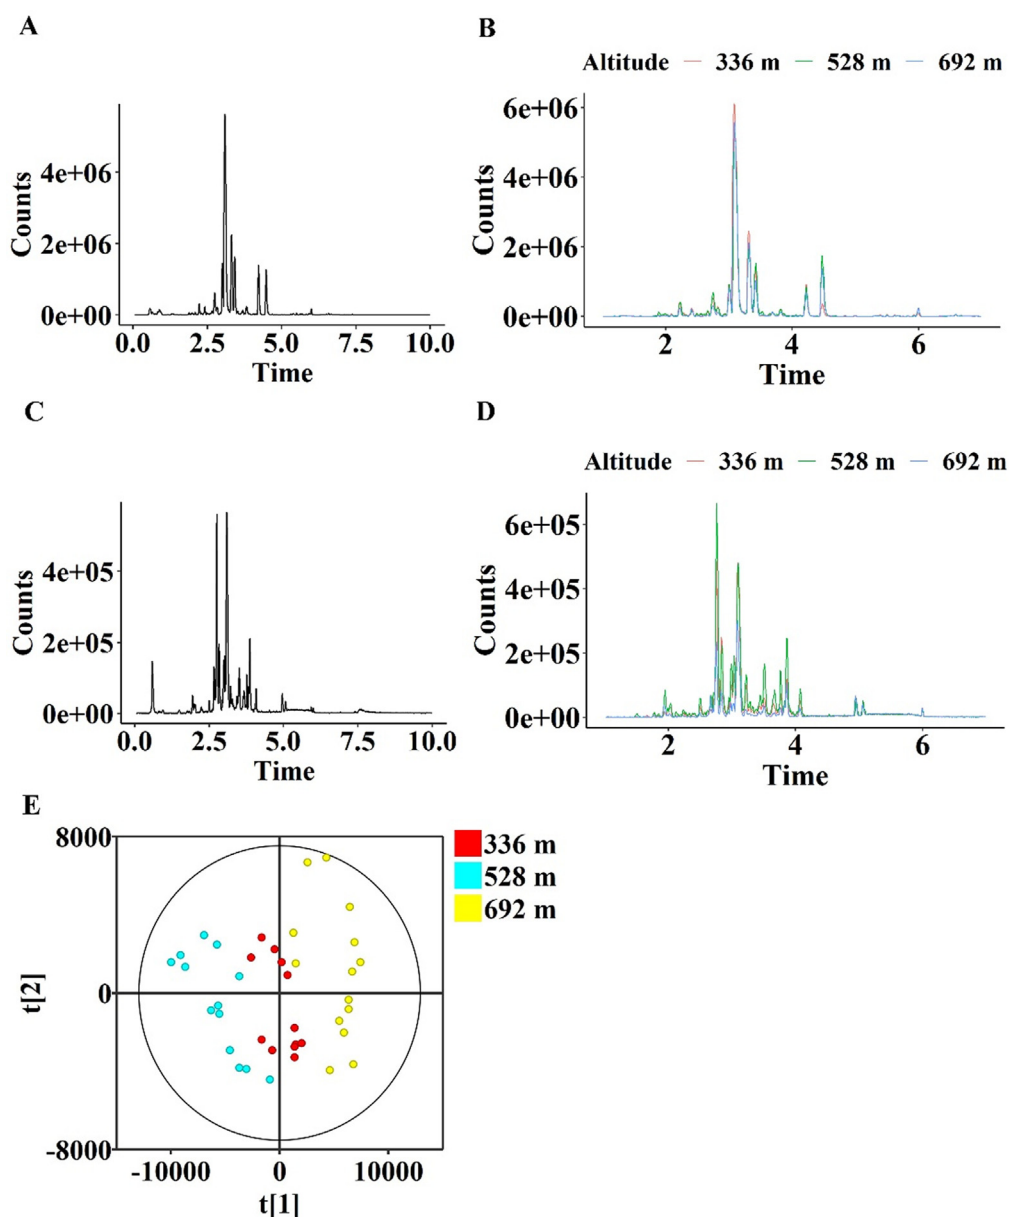 A
Counts
4e+06
2e+06
0e+00
0.0 2.5 5.0 7.5 10.0
Time
B
Altitude 336 m 528 m 692 m
Counts
6e+06
4e+06
2e+06
0e+00
2 4 6
Time
C
Counts
4e+05
2e+05
0e+00
0.0 2.5 5.0 7.5 10.0
Time
D
Altitude 336 m 528 m 692 m
Counts
6e+05
4e+05
2e+05
0e+00
2 4 6
Time
E
336 m
528 m
692 m
t[2]
8000
0
-8000
-10000 0 10000
t[1]